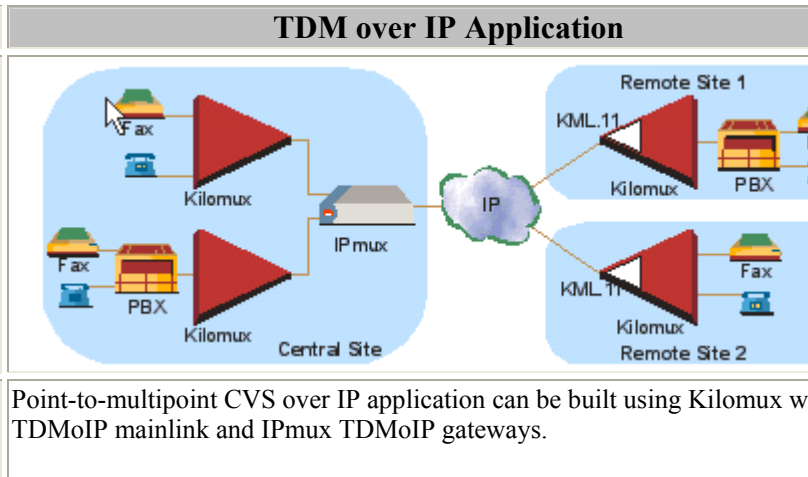 TDM over IP Application
Remote Site 1
KML.11
Fax
Kilomux
Kilomux
PBX
IP
IPmux
Fax
PBX
Kilomux
Central Site
KML.11
Fax
Kilomux
Remote Site 2
Point-to-multipoint CVS over IP application can be built using Kilomux
TDMoIP mainlink and IPmux TDMoIP gateways.